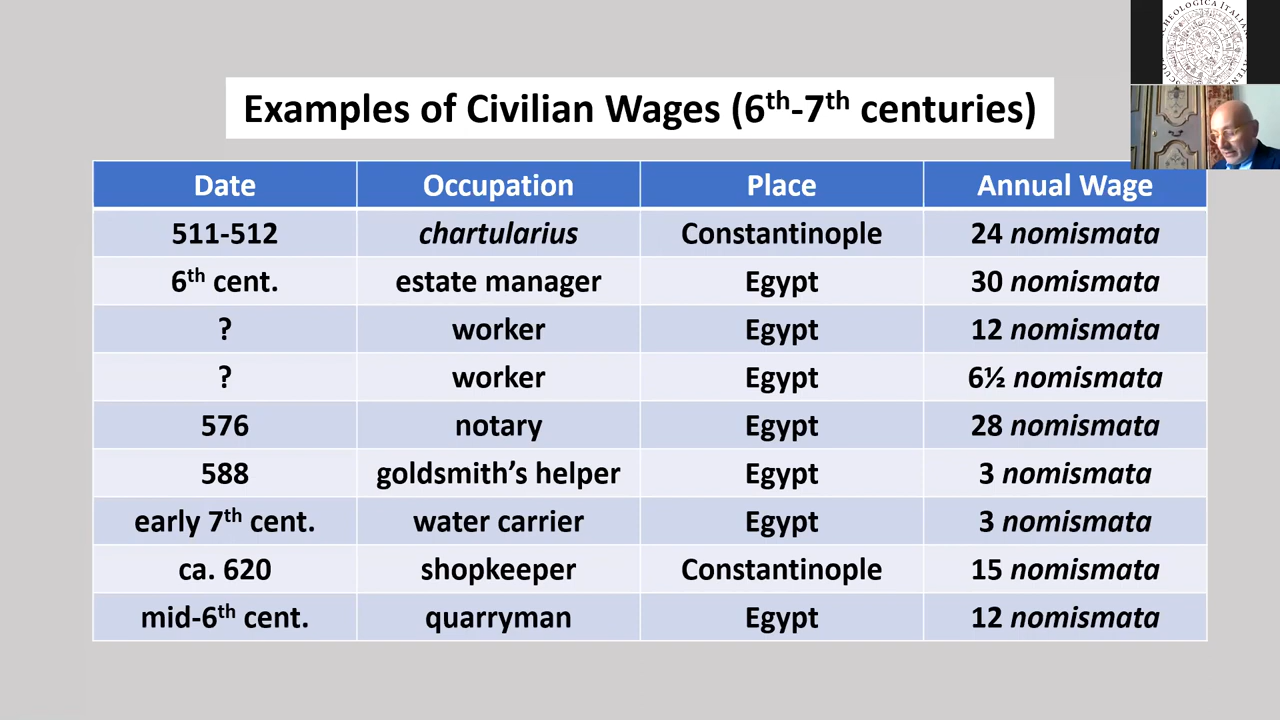 CHEOLOGICA ITALIAN
Examples of Civilian Wages (6th-7th centuries)
Date Occupation Place Annual Wage
511-512 chartularius Constantinople 24 nomismata
6th cent. estate manager Egypt 30 nomismata
? worker Egypt 12 nomismata
? worker Egypt 6½ nomismata
576 notary Egypt 28 nomismata
588 goldsmith’s helper Egypt 3 nomismata
early 7th cent. water carrier Egypt 3 nomismata
ca. 620 shopkeeper Constantinople 15 nomismata
mid-6th cent. quarryman Egypt 12 nomismata